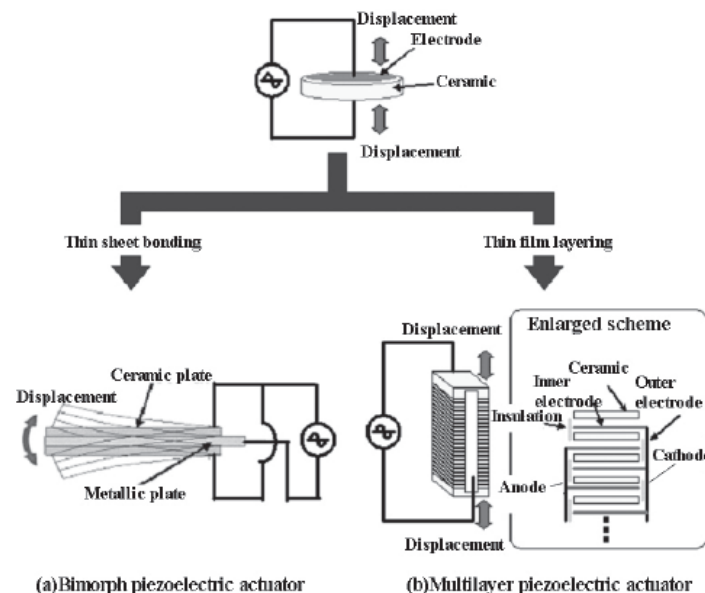 Displacement
Electrode
Ceramic
Displacement
Thin sheet bonding
Thin film layering
Displacement
Enlarged scheme
Ceramic plate
Ceramic
Displacement
Inner electrode
Outer electrode
Insulation
Cathode
Metallic plate
Anode
Displacement
(a)Bimorph piezoelectric actuator
(b)Multilayer piezoelectric actuator